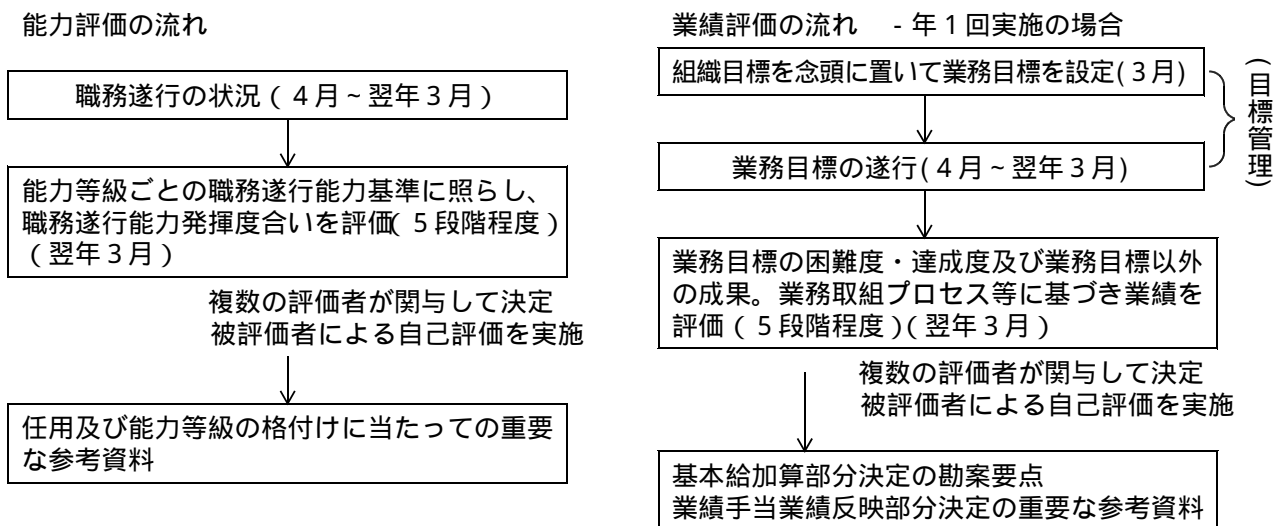 能力評価の流れ
職務遂行の状況(4月~翌年3月)
能力等級ごとの職務遂行能力基準に照らし、
職務遂行能力発揮度合いを評価(5段階程度)
(翌年3月)
複数の評価者が関与して決定
被評価者による自己評価を実施
任用及び能力等級の格付けに当たっての重要
な参考資料
業績評価の流れ - 年1回実施の場合
組織目標を念頭に置いて業務目標を設定(3月)
業務目標の遂行(4月~翌年3月)
(目標管理)
業務目標の困難度・達成度及び業務目標以外
の成果。業務取組プロセス等に基づき業績を
評価(5段階程度)(翌年3月)
複数の評価者が関与して決定
被評価者による自己評価を実施
基本給加算部分決定の勘案要点
業績手当業績反映部分決定の重要な参考資料